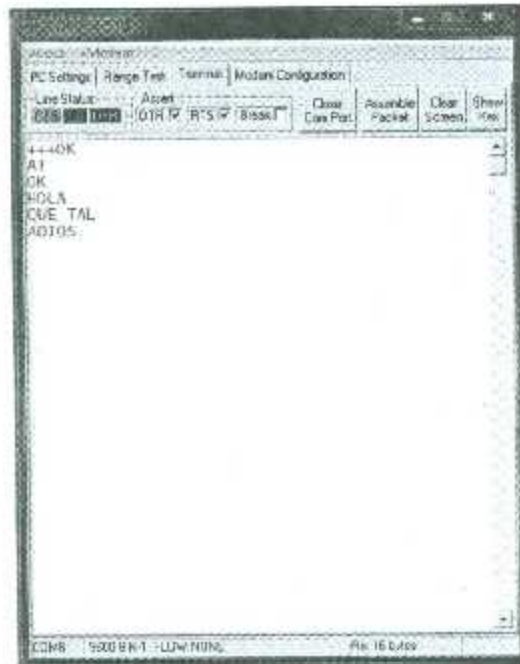 PC Settings Range Test Terminal Modem Configuration
Line Status Assert
CTS DTR RTS Break
Close Com Port
Assemble Packet
Clear Screen
Show Hex
+++OK
AT
OK
HOLA
QUE TAL
ADIOS
COM8 9600 8-N-1 FLOW:NONE Rx: 16 bytes